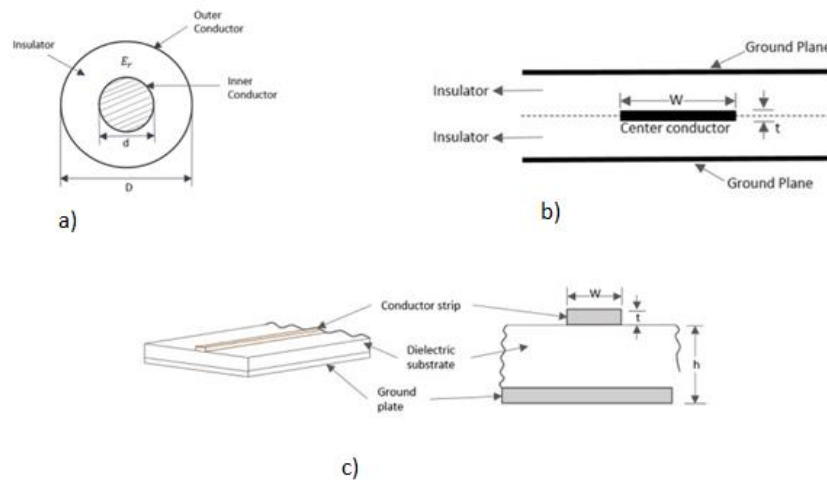 Outer
Conductor
Insulator
Er
Inner
Conductor
d
D
a)
Ground Plane
Insulator
W
Insulator
Center conductor
t
Ground Plane
b)
Conductor strip
Dielectric
substrate
Ground
plate
W
t
h
c)